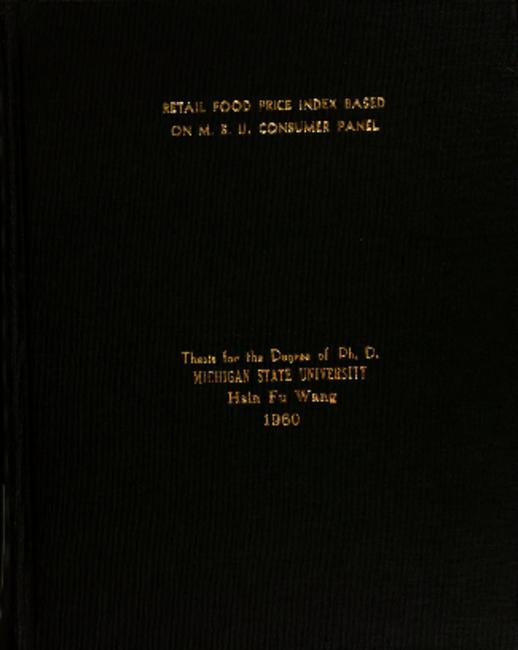 RETAIL FOOD PRICE INDEX BASED
ON M. S. U. CONSUMER PANEL
Thesis for the Degree of Ph. D.
MICHIGAN STATE UNIVERSITY
Hsin Fu Wang
1960